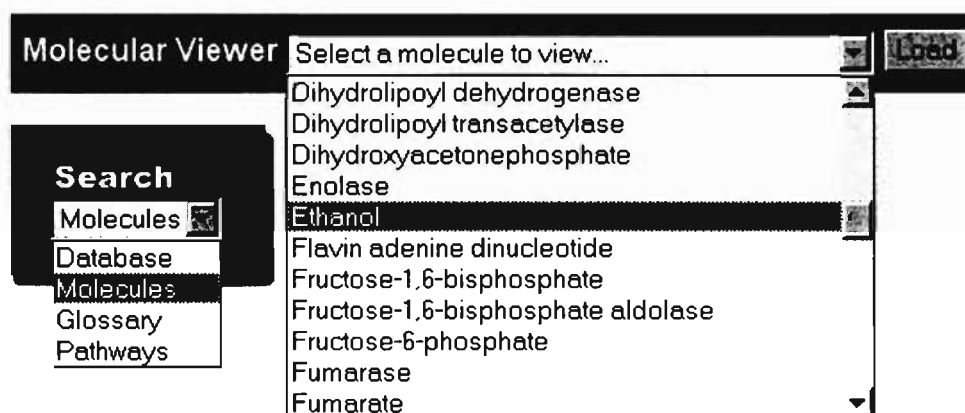 Molecular Viewer Select a molecule to view... Load
Dihydrolipoyl dehydrogenase
Dihydrolipoyl transacetylase
Dihydroxyacetonephosphate
Enolase
Ethanol
Flavin adenine dinucleotide
Fructose-1,6-bisphosphate
Fructose-1,6-bisphosphate aldolase
Fructose-6-phosphate
Fumarase
Fumarate
Search
Molecules
Database
Molecules
Glossary
Pathways